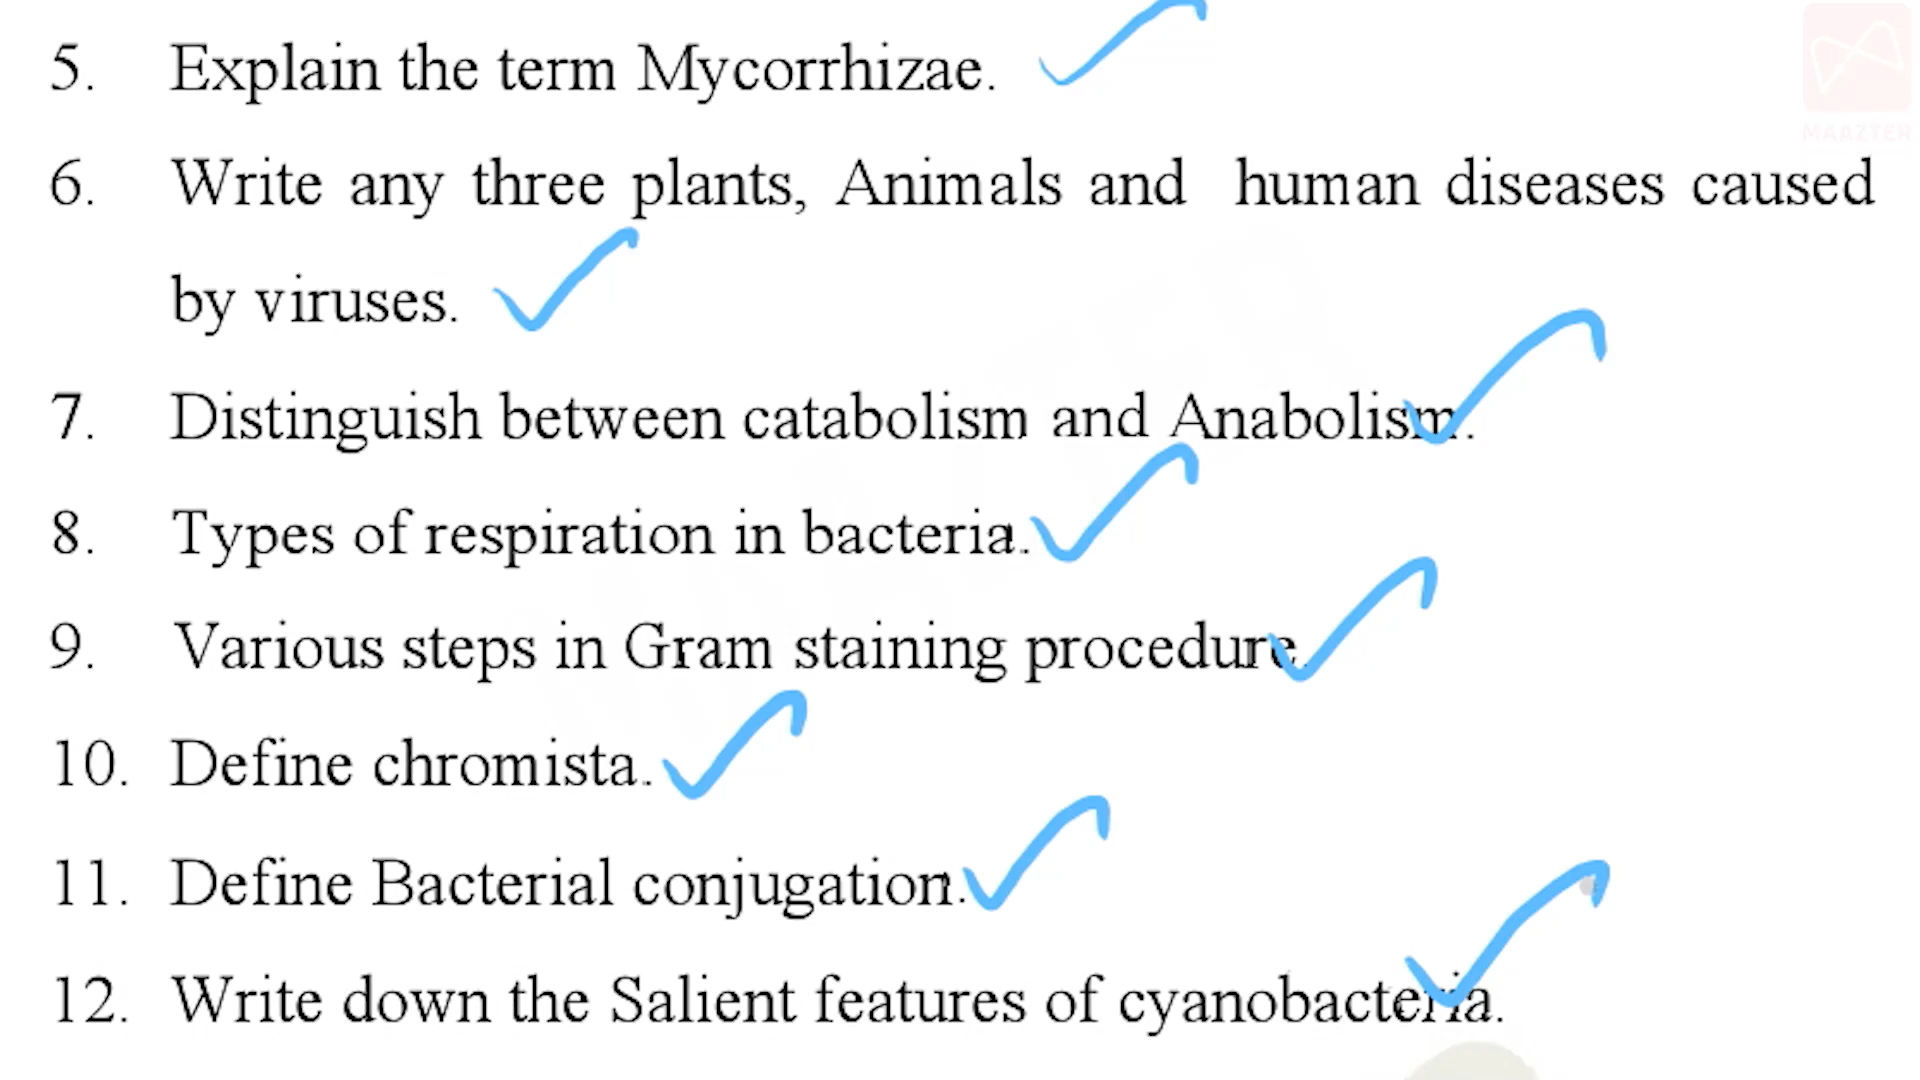 5. Explain the term Mycorrhizae.
MAAZTER
6. Write any three plants, Animals and human diseases caused
by viruses.
7. Distinguish between catabolism and Anabolism.
8. Types of respiration in bacteria.
9. Various steps in Gram staining procedure.
10. Define chromista.
11. Define Bacterial conjugation.
12. Write down the Salient features of cyanobacteria.